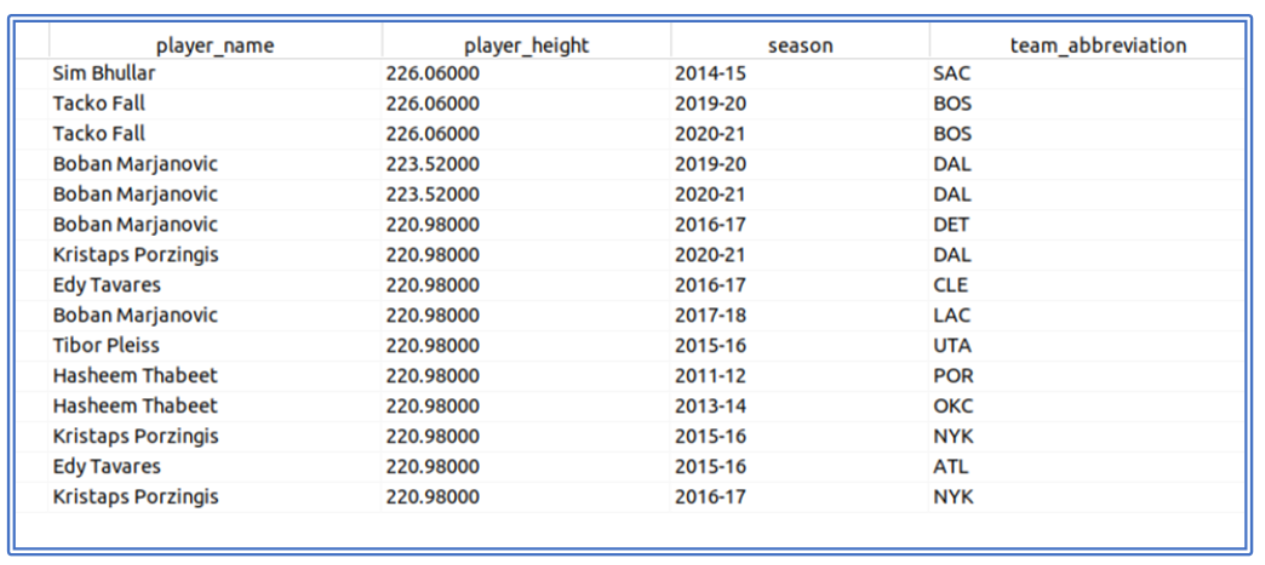 player_name player_height season team_abbreviation
Sim Bhullar 226.06000 2014-15 SAC
Tacko Fall 226.06000 2019-20 BOS
Tacko Fall 226.06000 2020-21 BOS
Boban Marjanovic 223.52000 2019-20 DAL
Boban Marjanovic 223.52000 2020-21 DAL
Boban Marjanovic 220.98000 2016-17 DET
Kristaps Porzingis 220.98000 2020-21 DAL
Edy Tavares 220.98000 2016-17 CLE
Boban Marjanovic 220.98000 2017-18 LAC
Tibor Pleiss 220.98000 2015-16 UTA
Hasheem Thabeet 220.98000 2011-12 POR
Hasheem Thabeet 220.98000 2013-14 OKC
Kristaps Porzingis 220.98000 2015-16 NYK
Edy Tavares 220.98000 2015-16 ATL
Kristaps Porzingis 220.98000 2016-17 NYK